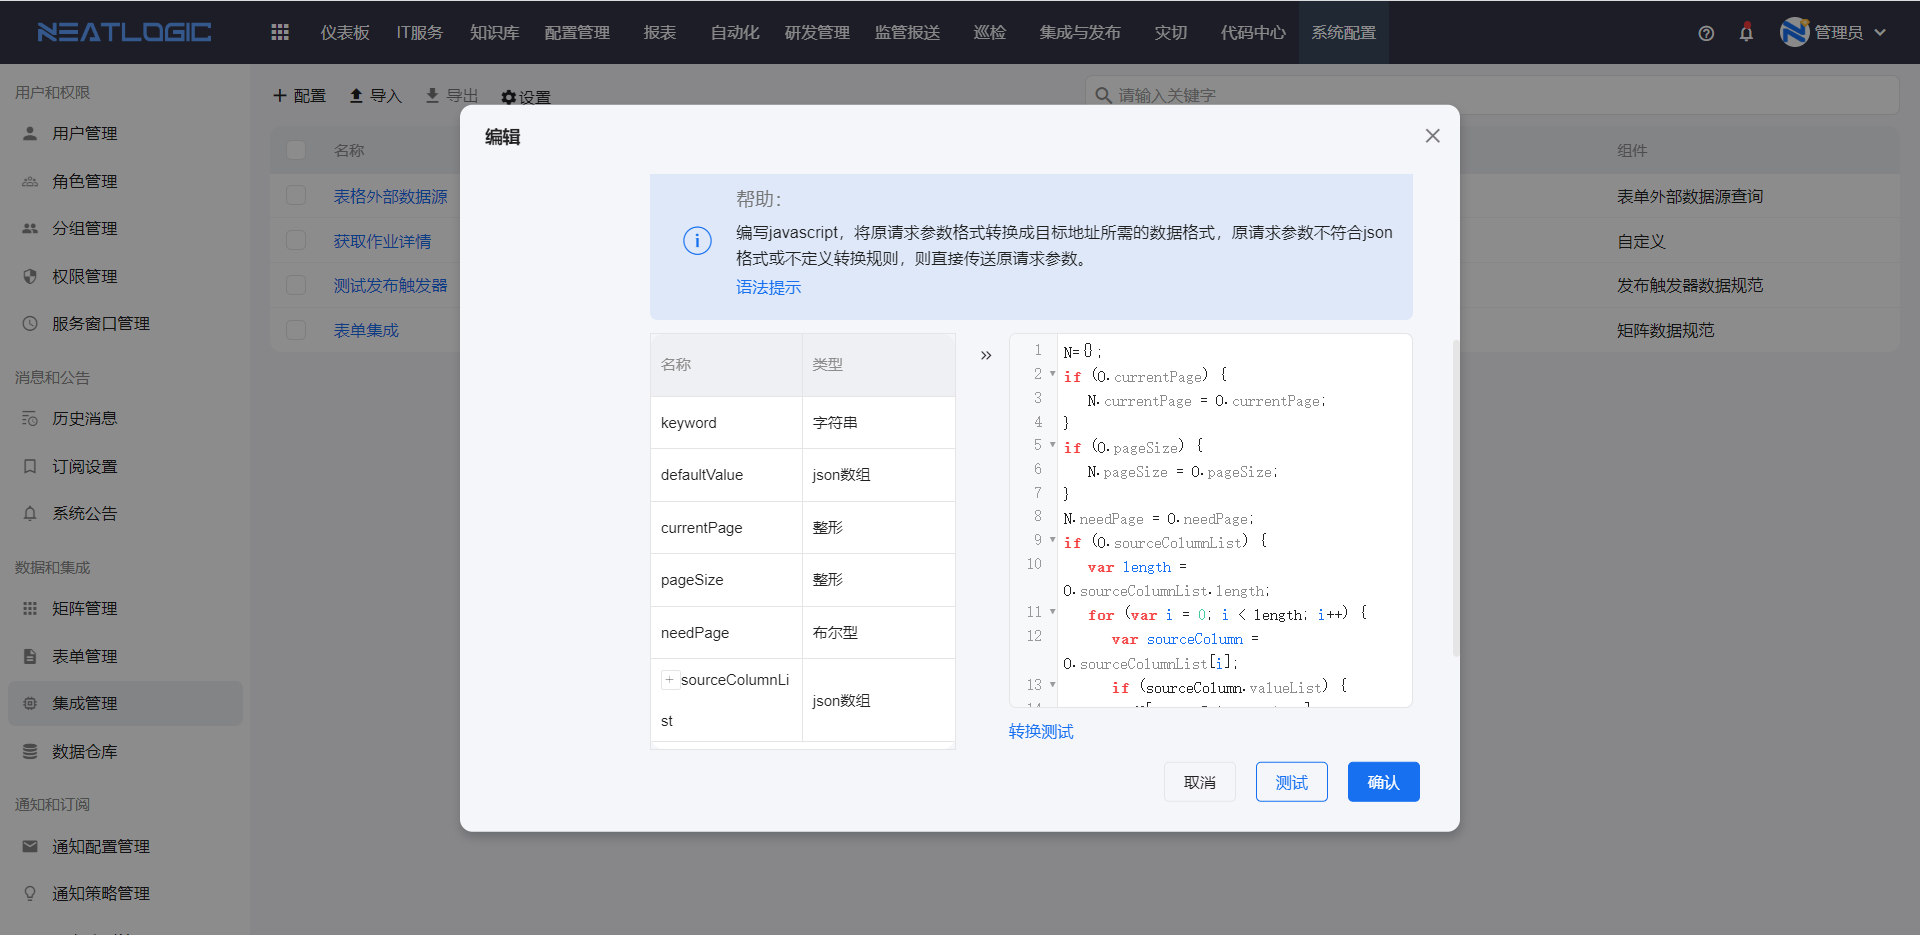 NEATLOGIC
仪表板 IT服务 知识库 配置管理 报表 自动化 研发管理 监管报送 巡检 集成与发布 灾切 代码中心 系统配置
管理员
用户和权限
用户管理
角色管理
分组管理
权限管理
服务窗口管理
消息和公告
历史消息
订阅设置
系统公告
数据和集成
矩阵管理
表单管理
集成管理
数据仓库
通知和订阅
通知配置管理
通知策略管理
配置 导入 导出 设置
请输入关键字
名称 组件
表格外部数据源 表单外部数据源查询
获取作业详情 自定义
测试发布触发器 发布触发器数据规范
表单集成 矩阵数据规范
编辑
帮助：
编写javascript，将原请求参数格式转换成目标地址所需的数据格式，原请求参数不符合json
格式或不定义转换规则，则直接传送原请求参数。
语法提示
名称 类型
keyword 字符串
defaultValue json数组
currentPage 整形
pageSize 整形
needPage 布尔型
sourceColumnLi
st
json数组
1 N={};
2 if (O.currentPage) {
3 N.currentPage = O.currentPage;
4 }
5 if (O.pageSize) {
6 N.pageSize = O.pageSize;
7 }
8 N.needPage = O.needPage;
9 if (O.sourceColumnList) {
10 var length =
O.sourceColumnList.length;
11 for (var i = 0; i < length; i++) {
12 var sourceColumn =
O.sourceColumnList[i];
13 if (sourceColumn.valueList) {
转换测试
取消 测试 确认